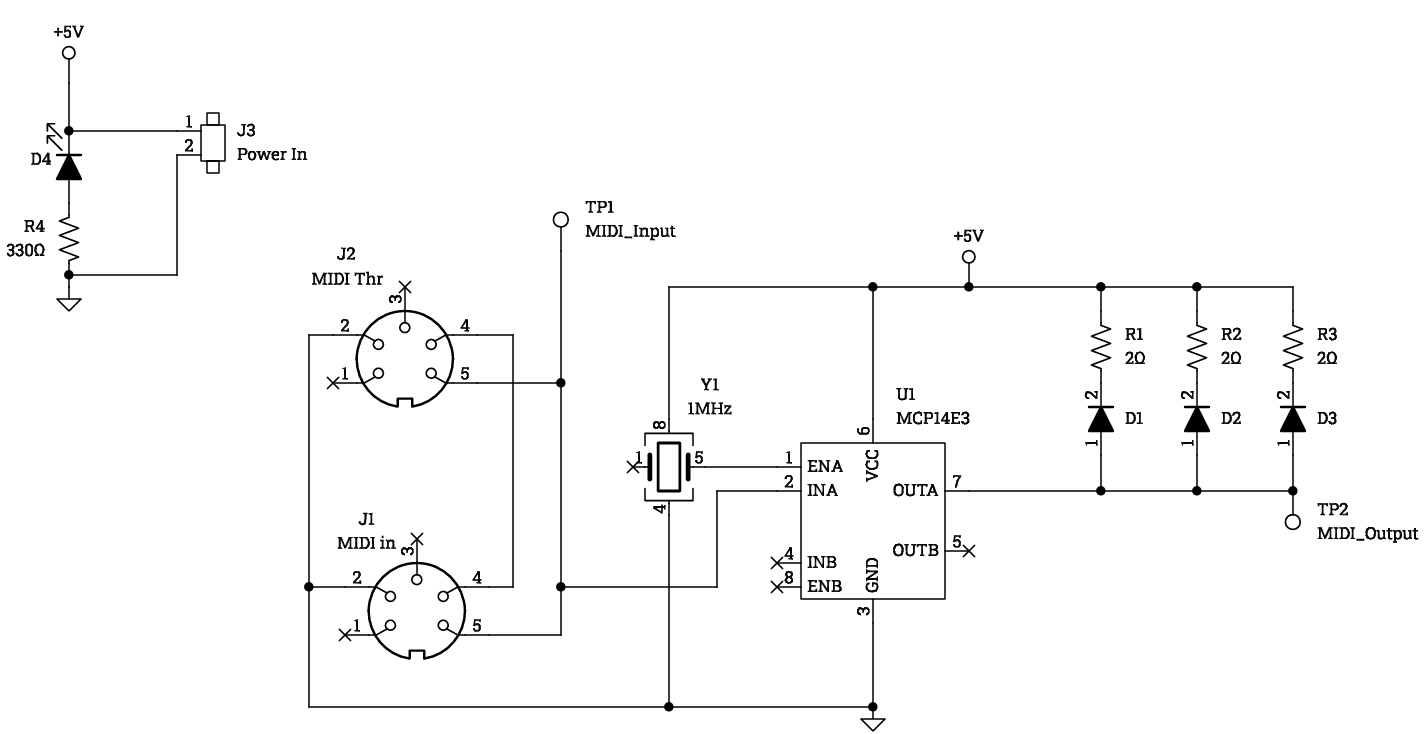 +5V
1
J3
D4
2
Power In
R4
330Ω
TP1
MIDI_Input
J2
MIDI Thr
3
2
4
1
5
+5V
R1
2Ω
R2
2Ω
R3
2Ω
Y1
1MHz
8
1
5
4
U1
MCP14E3
6
VCC
1
ENA
2
INA
OUTA
7
OUTB
5
4
INB
8
ENB
GND
3
2
D1
1
2
D2
1
2
D3
1
TP2
MIDI_Output
J1
MIDI in
3
2
4
1
5